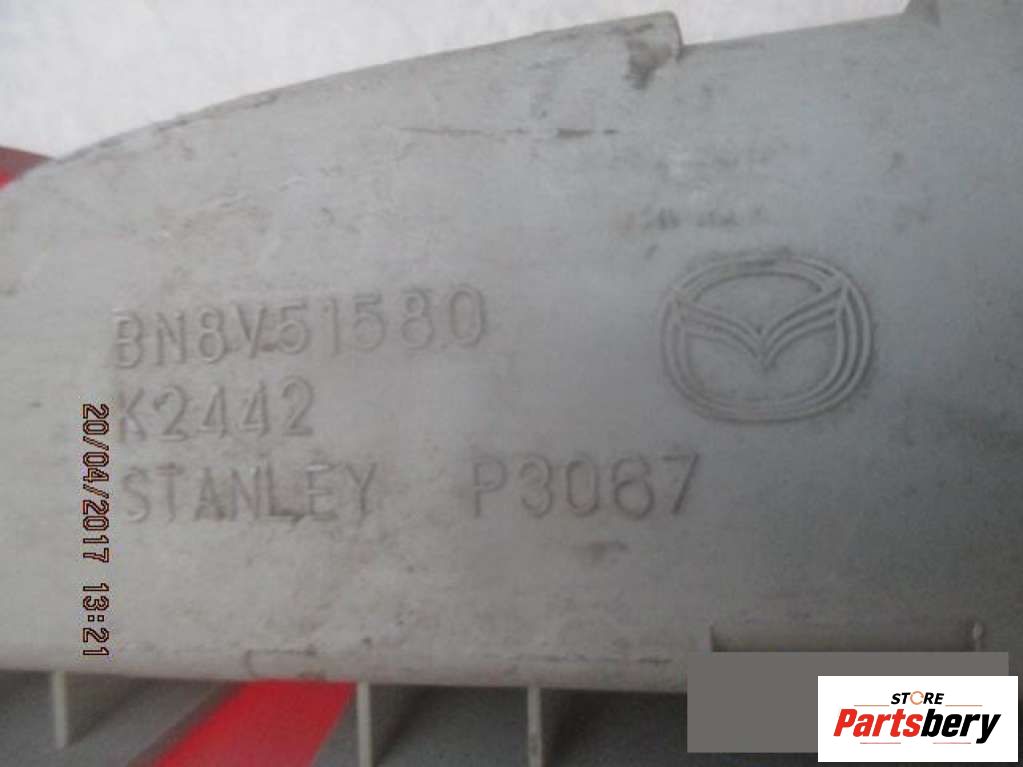 BN8V51580
K2442
STANLEY P3067
20/04/2017 13:21
STORE
Partsbery